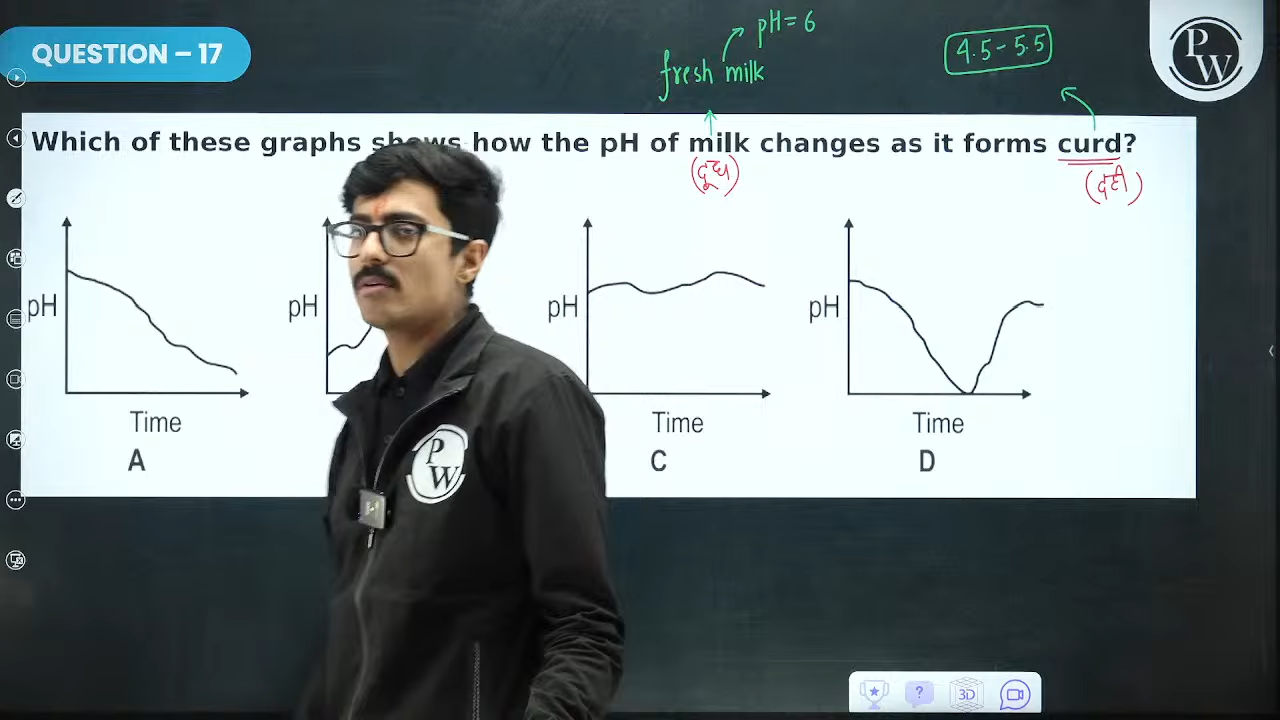 QUESTION – 17
fresh milk
pH = 6
4.5 - 5.5
PW
Which of these graphs shows how the pH of milk changes as it forms curd?
(दूध)
(दही)
pH
pH
pH
pH
Time
Time
Time
A
C
D
PW
?
3D